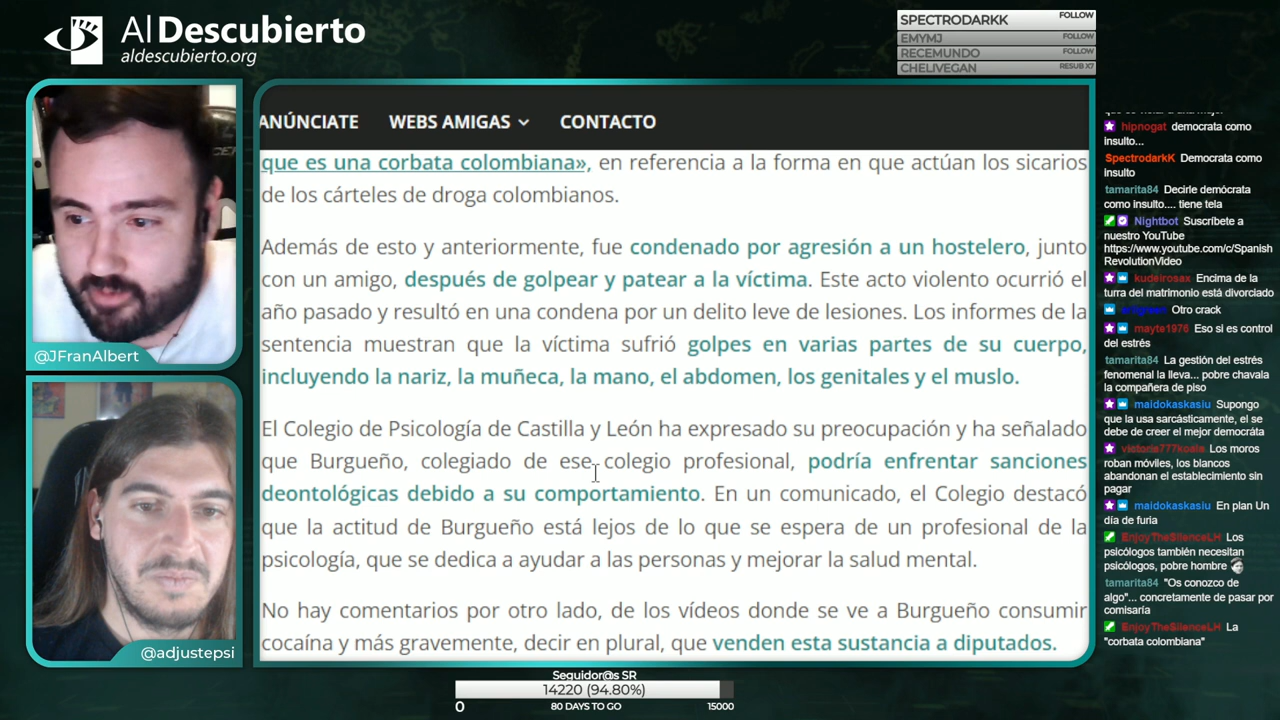 Al Descubierto
aldescubierto.org
SPECTRODARKK FOLLOW
EMYMJ FOLLOW
RECEMUNDO FOLLOW
CHELIVEGAN RESUB X7
ANÚNCIATE WEBS AMIGAS CONTACTO
que es una corbata colombiana», en referencia a la forma en que actúan los sicarios
de los cárteles de droga colombianos.
Además de esto y anteriormente, fue condenado por agresión a un hostelero, junto
con un amigo, después de golpear y patear a la víctima. Este acto violento ocurrió el
año pasado y resultó en una condena por un delito leve de lesiones. Los informes de la
sentencia muestran que la víctima sufrió golpes en varias partes de su cuerpo,
incluyendo la nariz, la muñeca, la mano, el abdomen, los genitales y el muslo.
El Colegio de Psicología de Castilla y León ha expresado su preocupación y ha señalado
que Burgueño, colegiado de ese colegio profesional, podría enfrentar sanciones
deontológicas debido a su comportamiento. En un comunicado, el Colegio destacó
que la actitud de Burgueño está lejos de lo que se espera de un profesional de la
psicología, que se dedica a ayudar a las personas y mejorar la salud mental.
No hay comentarios por otro lado, de los vídeos donde se ve a Burgueño consumir
cocaína y más gravemente, decir en plural, que venden esta sustancia a diputados.
@JFranAlbert
@adjustepsi
hipnogat democrata como
insulto...
SpectrodarkK Democrata como
insulto
tamarita84 Decirle demócrata
como insulto.... tiene tela
Nightbot Suscríbete a
nuestro YouTube
https://www.youtube.com/c/Spanish
RevolutionVideo
kudeirosax Encima de la
turra del matrimonio está divorciado
Otro crack
mayte1976 Eso si es control
del estrés
tamarita84 La gestión del estrés
fenomenal la lleva... pobre chavala
la compañera de piso
maidokaskasiu Supongo
que la usa sarcásticamente, el se
debe de creer el mejor demócrata
victoria777koala Los moros
roban móviles, los blancos
abandonan el establecimiento sin
pagar
maidokaskasiu En plan Un
día de furia
EnjoyTheSilenceLH Los
psicólogos también necesitan
psicólogos, pobre hombre
tamarita84 "Os conozco de
algo"... concretamente de pasar por
comisaría
EnjoyTheSilenceLH La
"corbata colombiana"
Seguidor@s SR
14220 (94.80%)
0 80 DAYS TO GO 15000